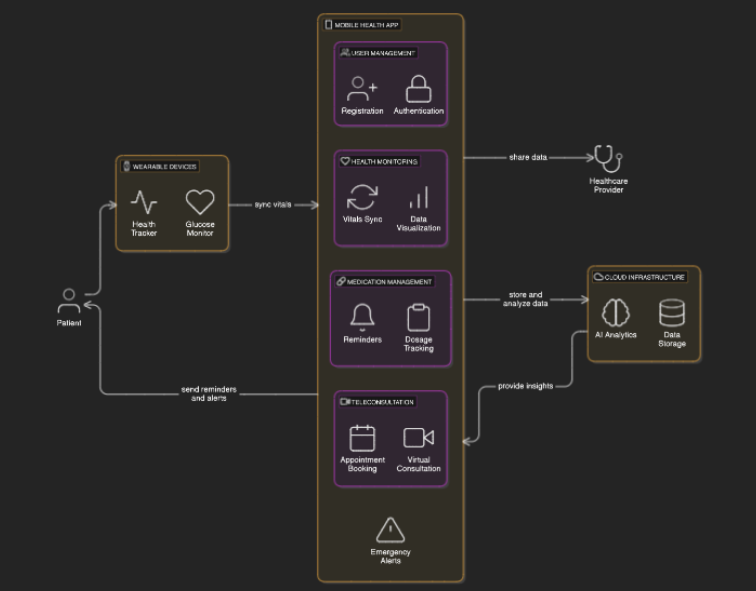 MOBILE HEALTH APP
USER MANAGEMENT
Registration
Authentication
WEARABLE DEVICES
Health
Tracker
Glucose
Monitor
sync vitals
HEALTH MONITORING
Vitals Sync
Data
Visualization
share data
Healthcare
Provider
Patient
MEDICATION MANAGEMENT
Reminders
Dosage
Tracking
store and
analyze data
CLOUD INFRASTRUCTURE
AI Analytics
Data
Storage
send reminders
and alerts
provide insights
TELECONSULTATION
Appointment
Booking
Virtual
Consultation
Emergency
Alerts